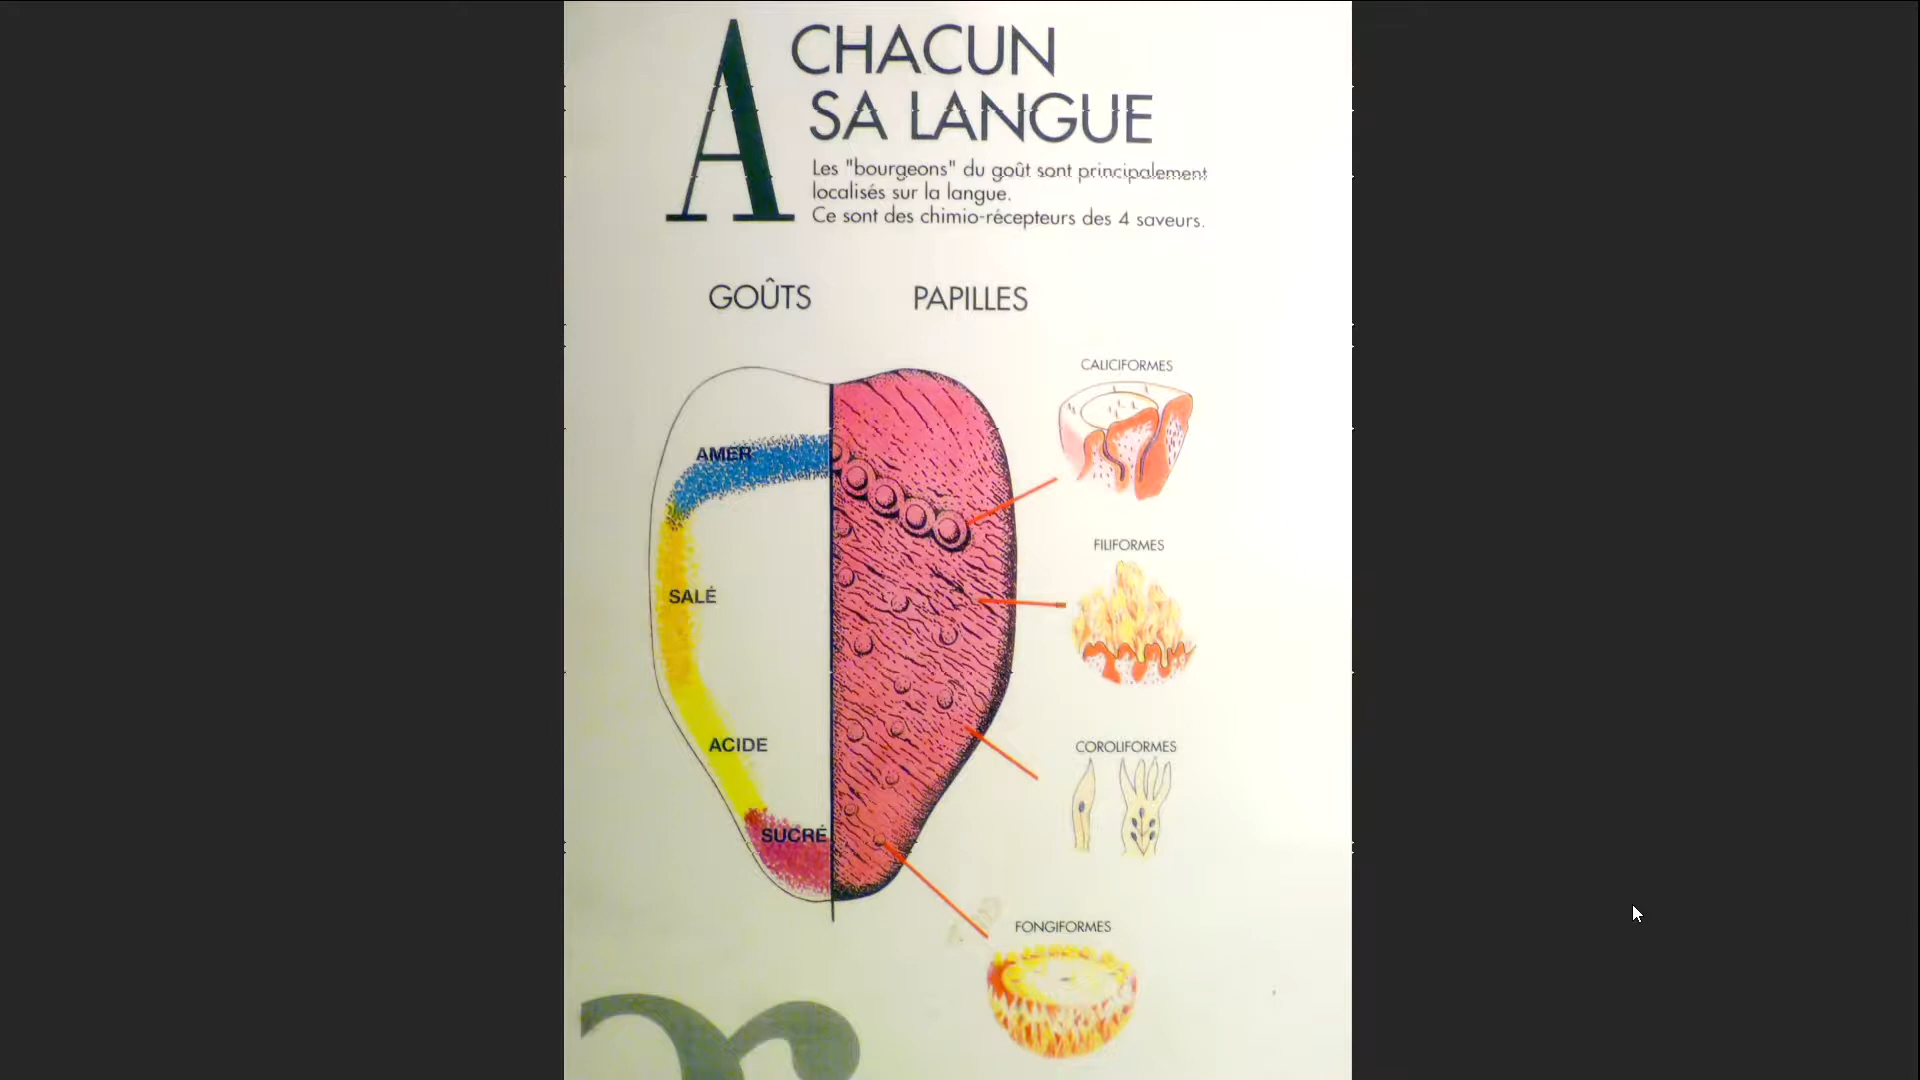 A CHACUN
SA LANGUE
Les "bourgeons" du goût sont principalement
localisés sur la langue.
Ce sont des chimio-récepteurs des 4 saveurs.
GOÛTS
PAPILLES
CALICIFORMES
AMER
FILIFORMES
SALÉ
ACIDE
COROLIFORMES
SUCRÉ
FONGIFORMES